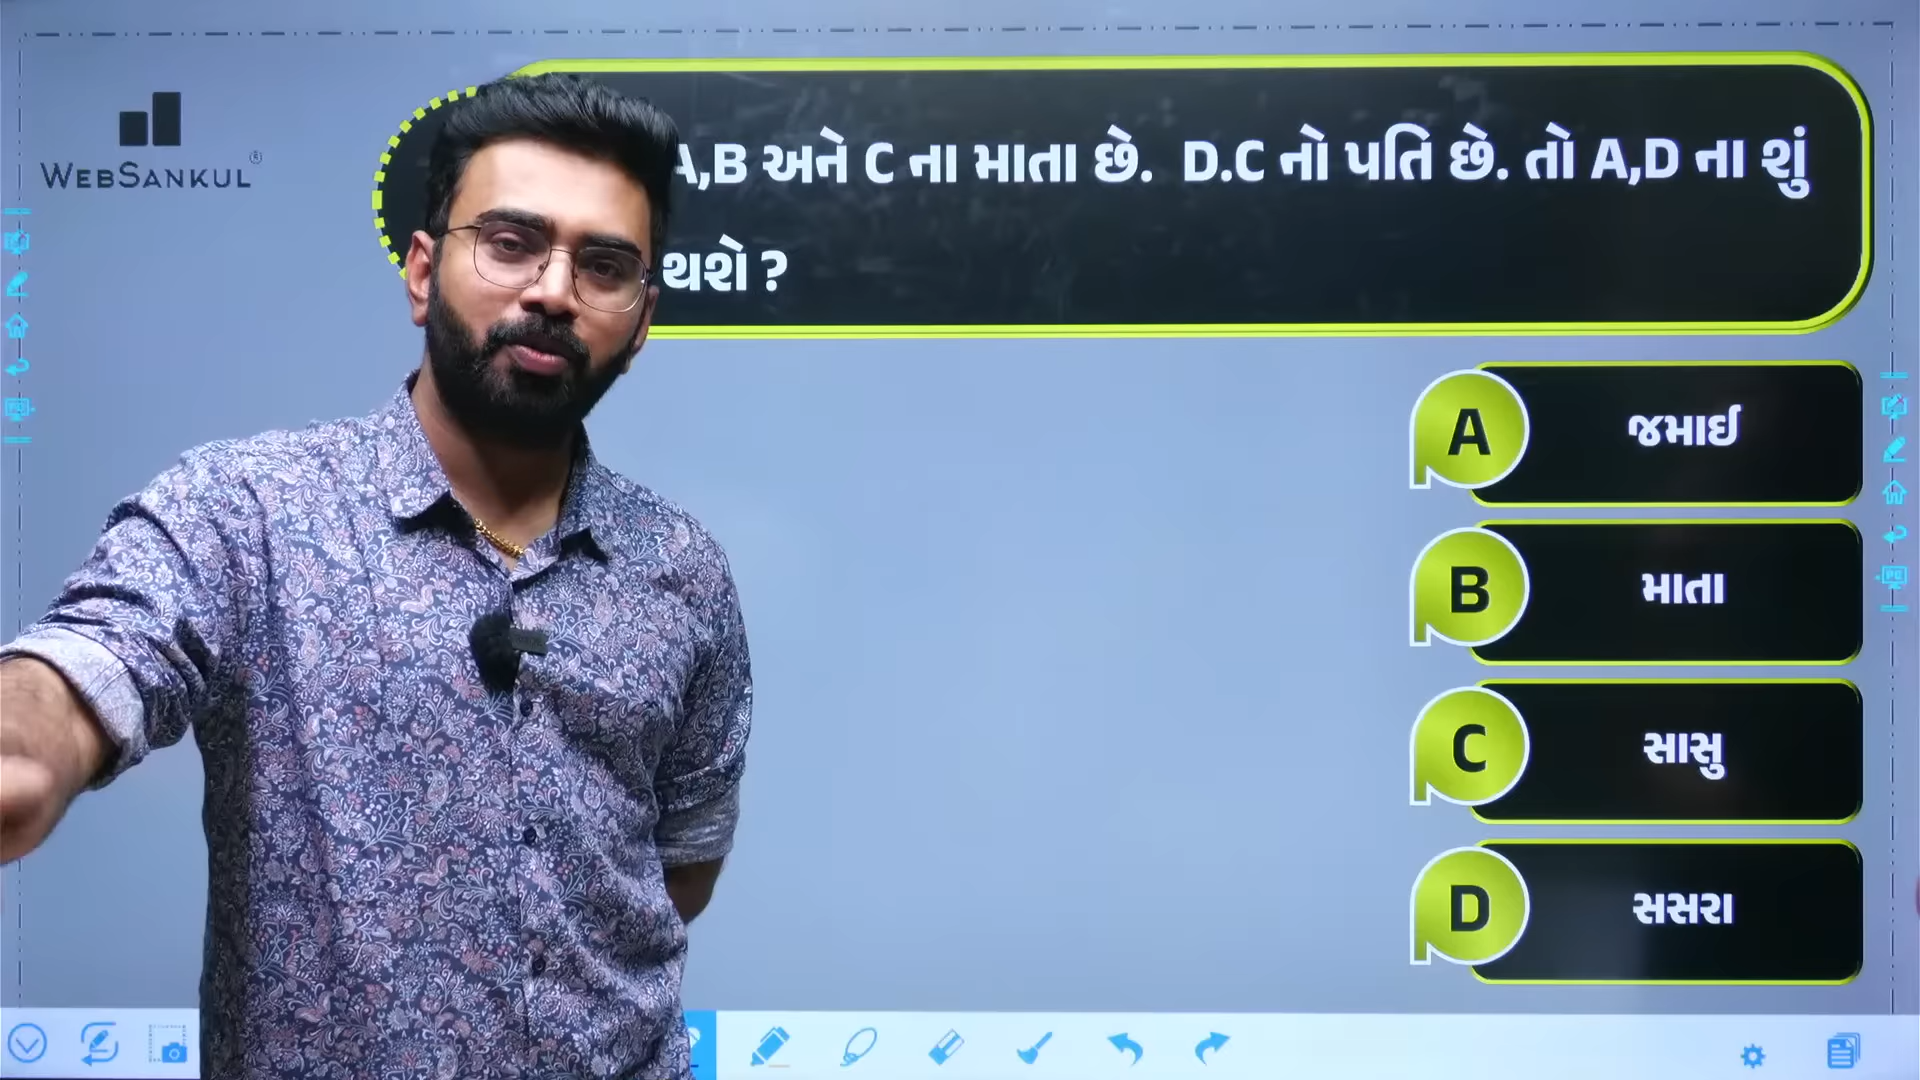 WEBSANKUL
A,B અને C ના માતા છે. D.C નો પતિ છે. તો A,D ના શું
થશે ?
A જમાઈ
B માતા
C સાસુ
D સસરા